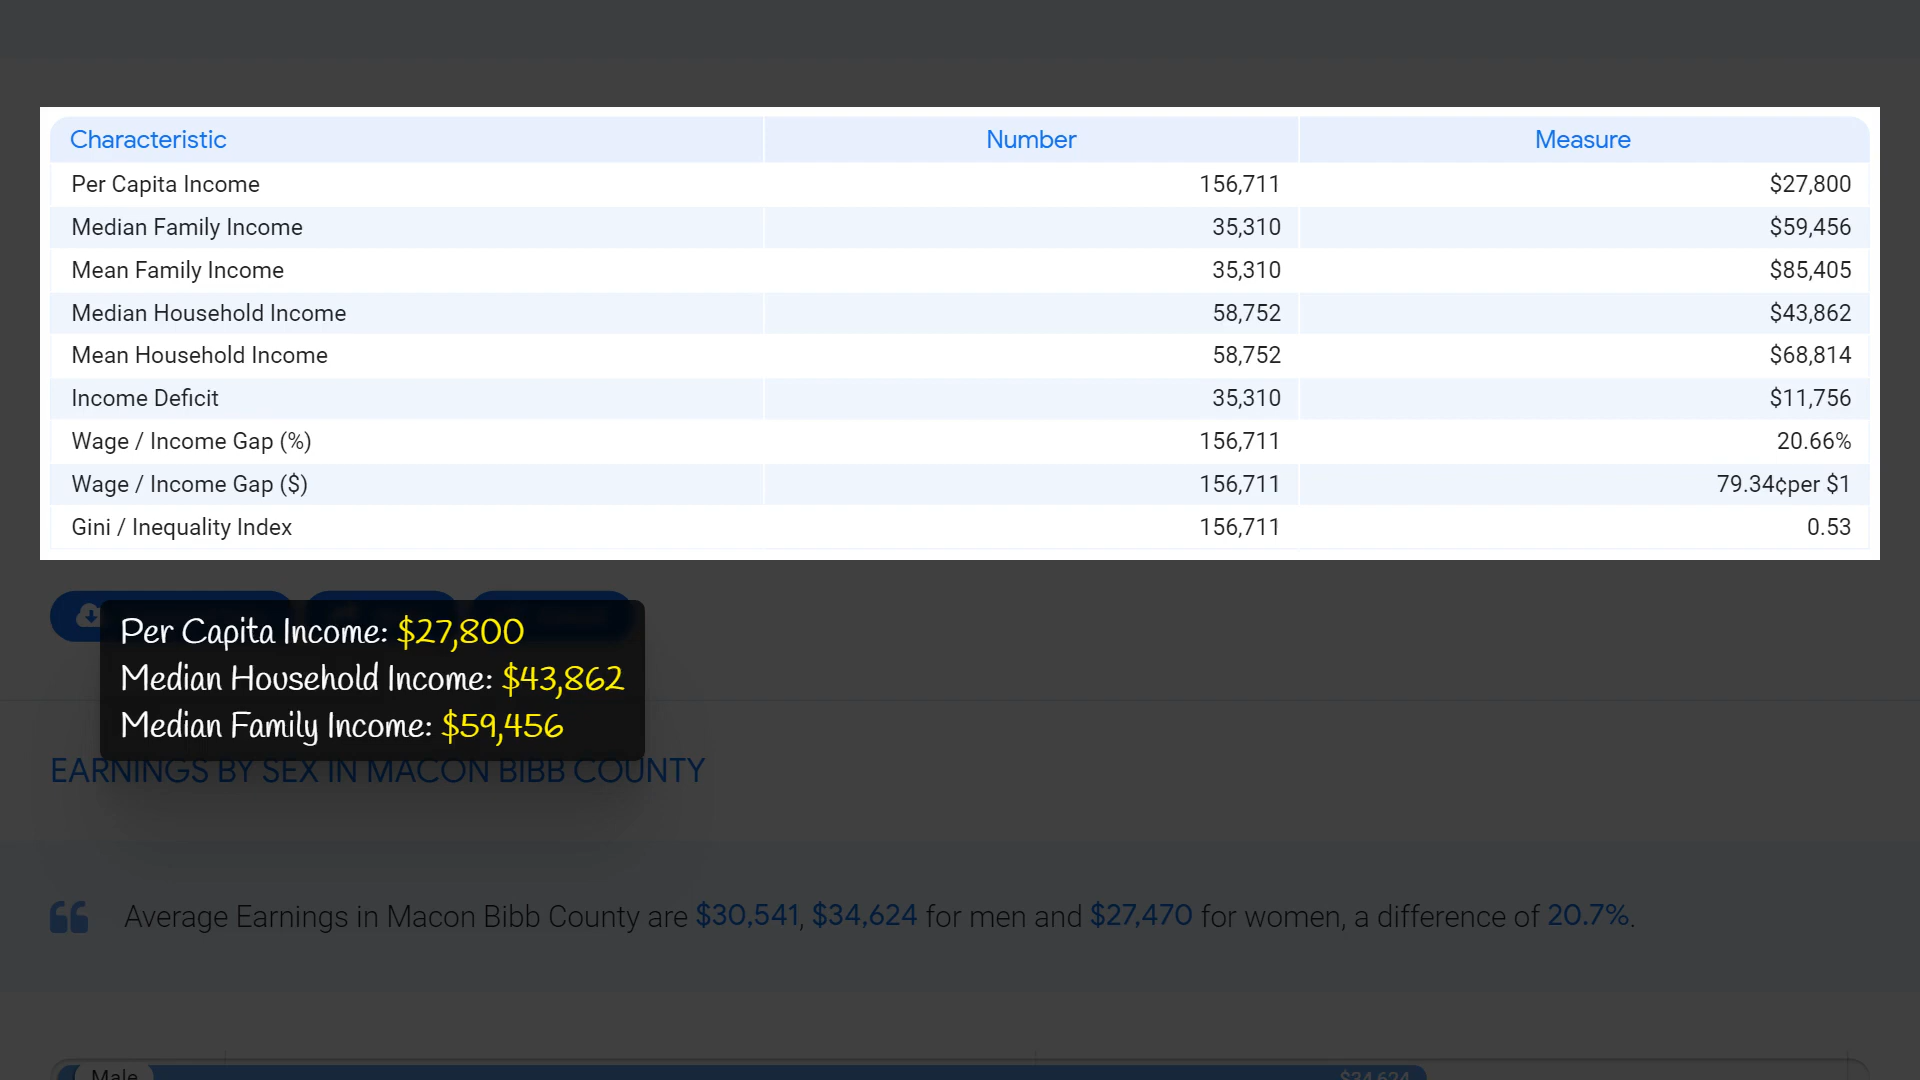 Characteristic Number Measure
Per Capita Income 156,711 $27,800
Median Family Income 35,310 $59,456
Mean Family Income 35,310 $85,405
Median Household Income 58,752 $43,862
Mean Household Income 58,752 $68,814
Income Deficit 35,310 $11,756
Wage / Income Gap (%) 156,711 20.66%
Wage / Income Gap ($) 156,711 79.34¢per $1
Gini / Inequality Index 156,711 0.53
Per Capita Income: $27,800
Median Household Income: $43,862
Median Family Income: $59,456
EARNINGS BY SEX IN MACON BIBB COUNTY
Average Earnings in Macon Bibb County are $30,541, $34,624 for men and $27,470 for women, a difference of 20.7%.
Male $34,624